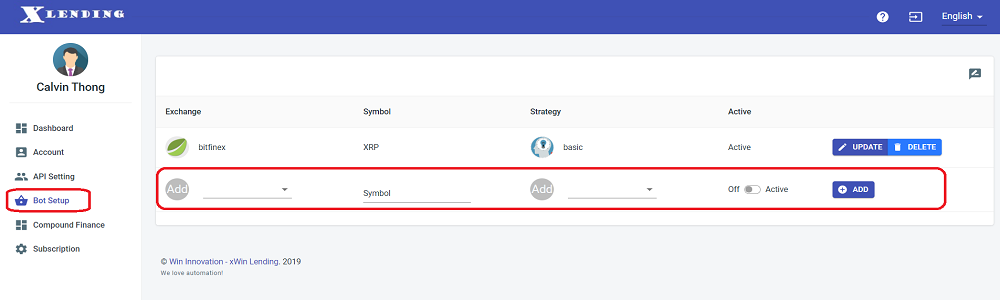 XLENDING
English
Calvin Thong
Dashboard
Account
API Setting
Bot Setup
Compound Finance
Subscription
Exchange Symbol Strategy Active
bitfinex XRP basic Active UPDATE DELETE
Add Symbol Add Off Active ADD
© Win Innovation - xWin Lending. 2019
We love automation!